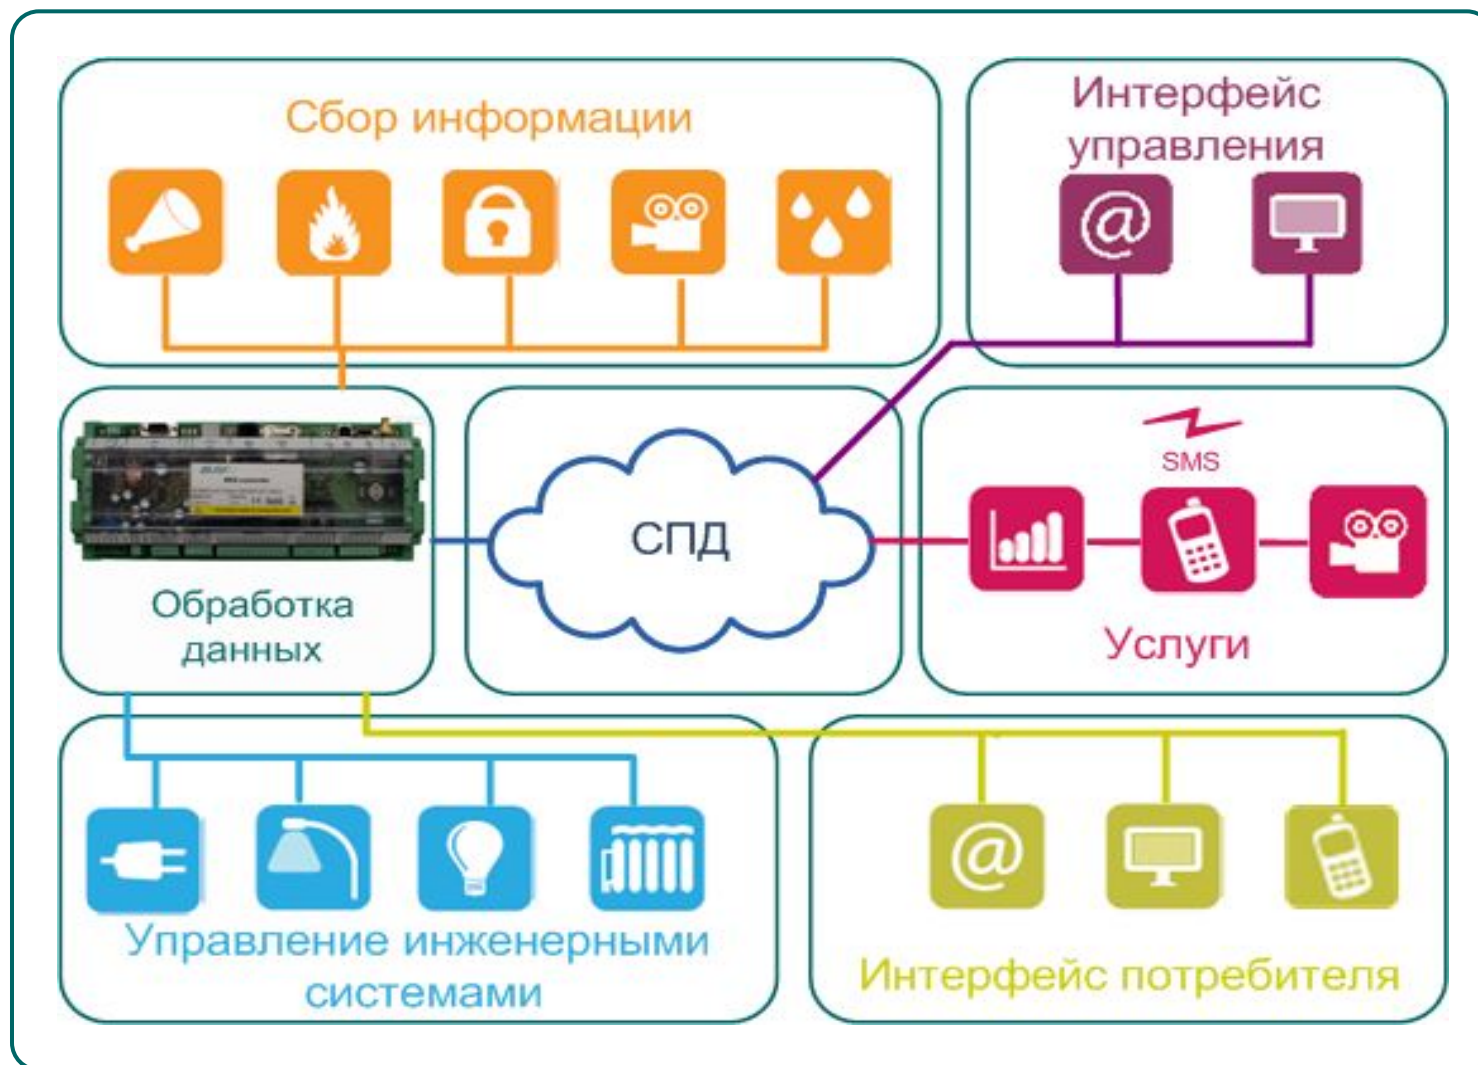 Сбор информации
Интерфейс
управления
@
SMS
СПД
Обработка
данных
Услуги
@
Управление инженерными
системами
Интерфейс потребителя